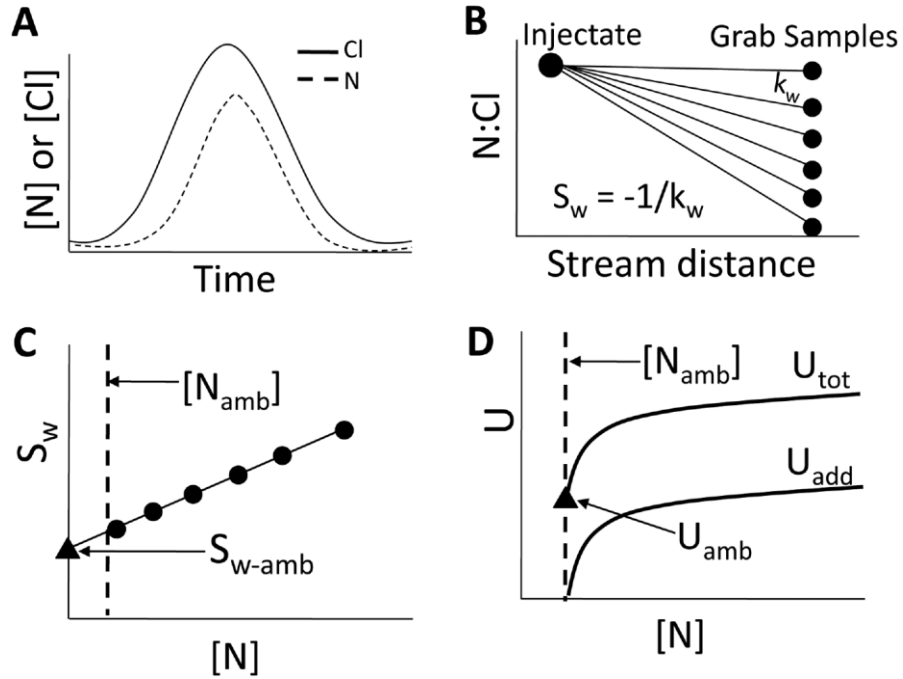 A
[N] or [Cl]
Cl
N
Time
B
Injectate
Grab Samples
N:Cl
k_w
S_w = -1/k_w
Stream distance
C
S_w
[N_amb]
S_w-amb
[N]
D
U
[N_amb]
U_tot
U_add
U_amb
[N]